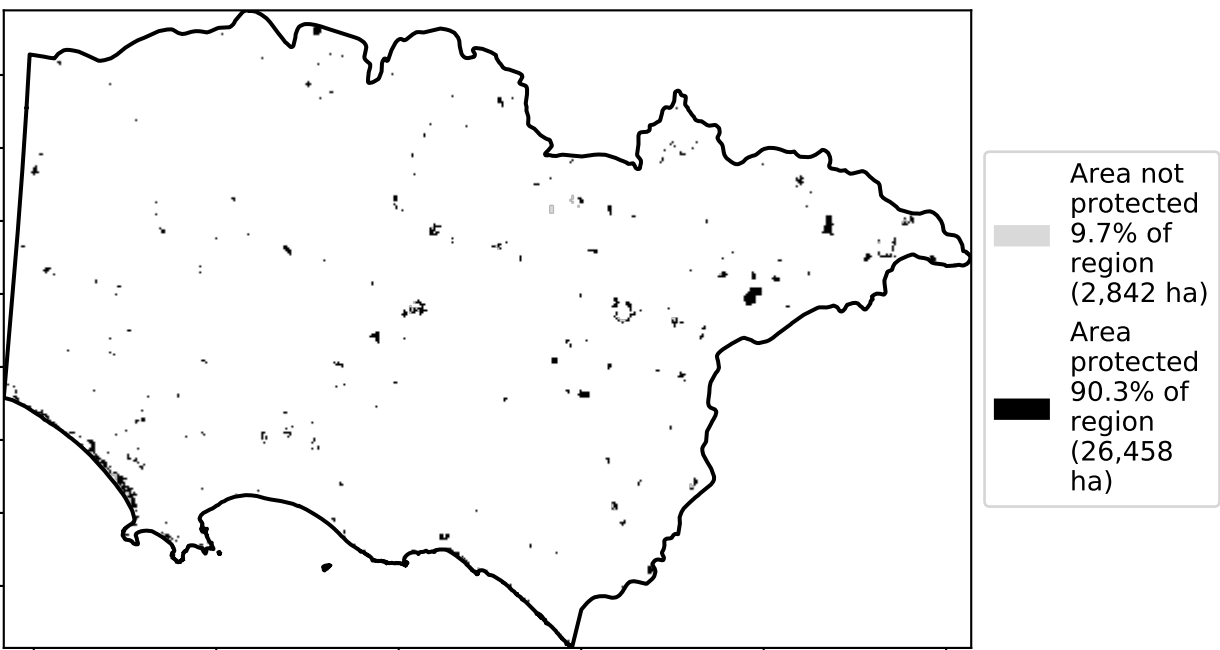 Area not
protected
9.7% of
region
(2,842 ha)
Area
protected
90.3% of
region
(26,458
ha)